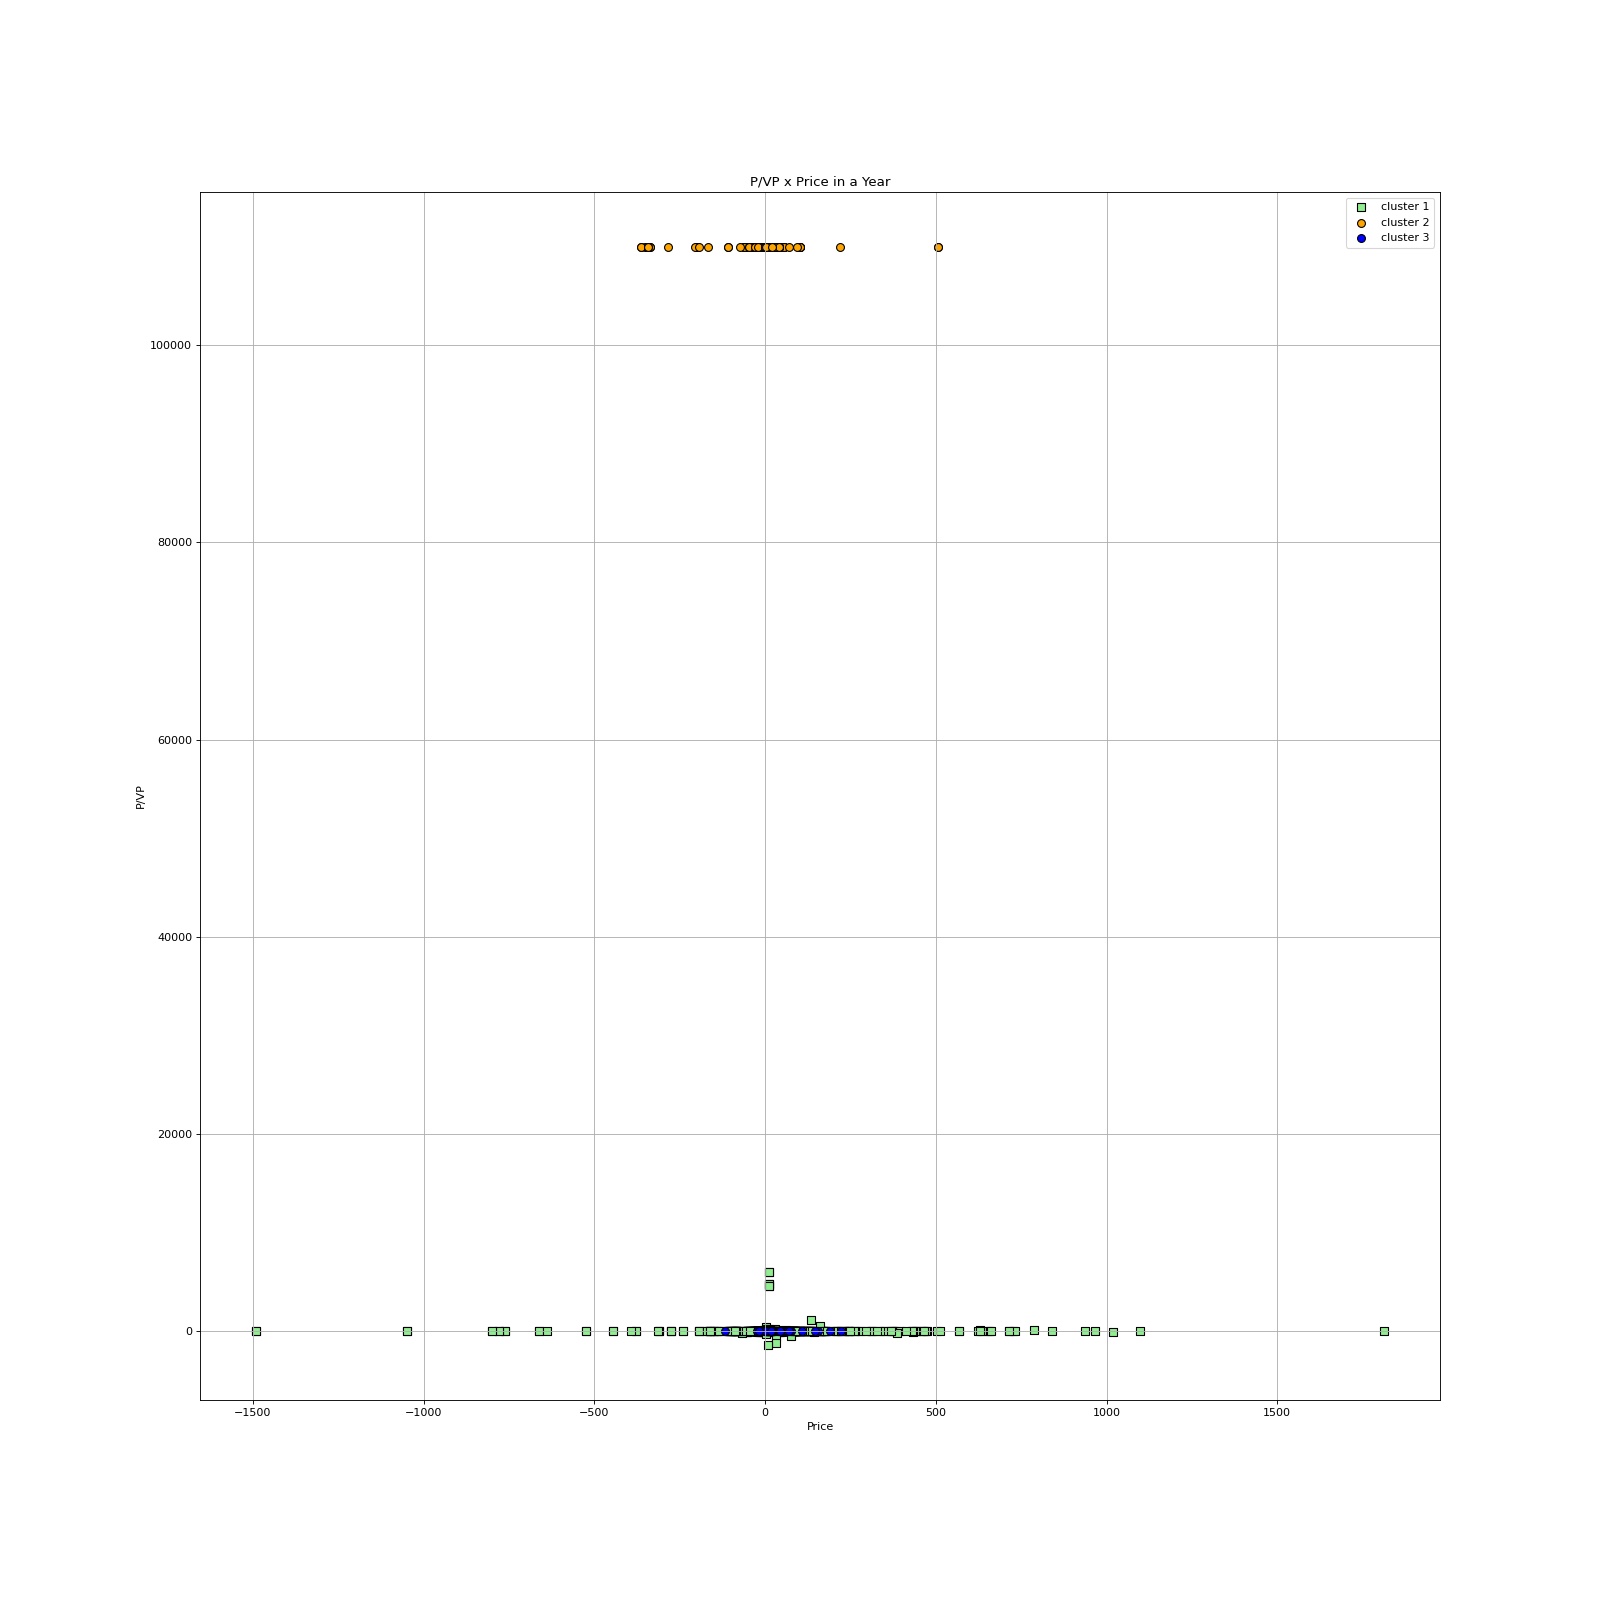 P/VP x Price in a Year
cluster 1
cluster 2
cluster 3
100000
80000
60000
40000
20000
0
P/VP
−1500
−1000
−500
0
500
1000
1500
Price